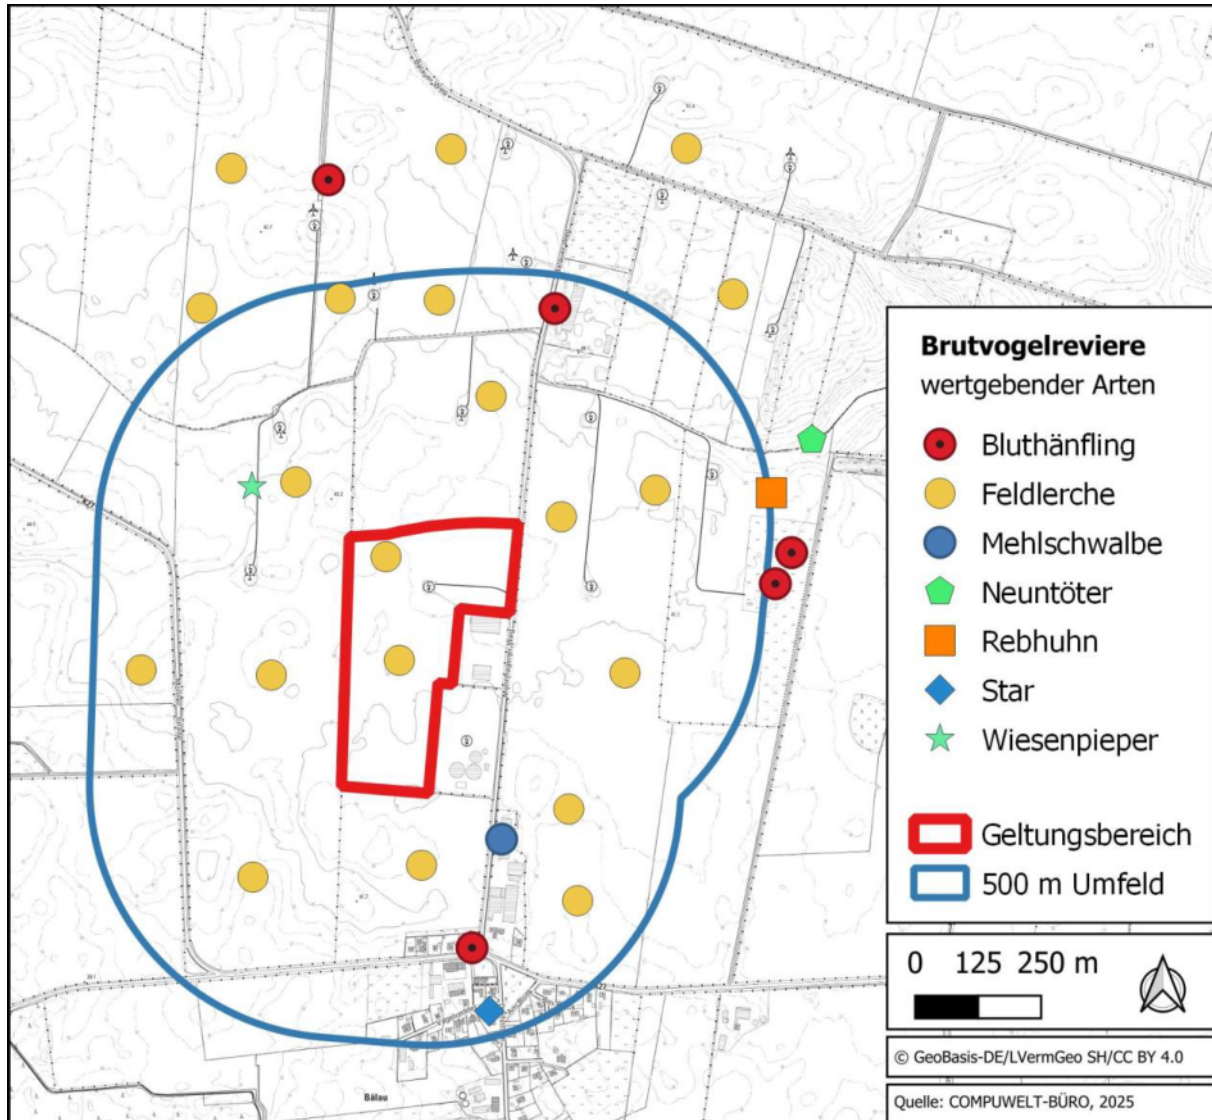 Brutvogelreviere
wertgebender Arten
Bluthänfling
Feldlerche
Mehlschwalbe
Neuntöter
Rebhuhn
Star
Wiesenpieper
Geltungsbereich
500 m Umfeld
0 125 250 m
Bälau
© GeoBasis-DE/LVermGeo SH/CC BY 4.0
Quelle: COMPUWELT-BÜRO, 2025